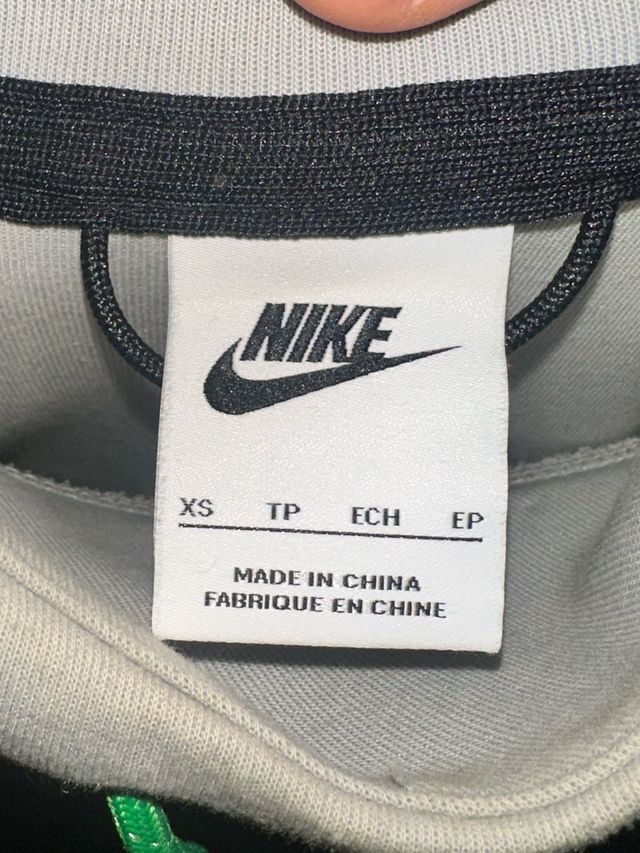 NIKE
XS TP ECH EP
MADE IN CHINA
FABRIQUE EN CHINE